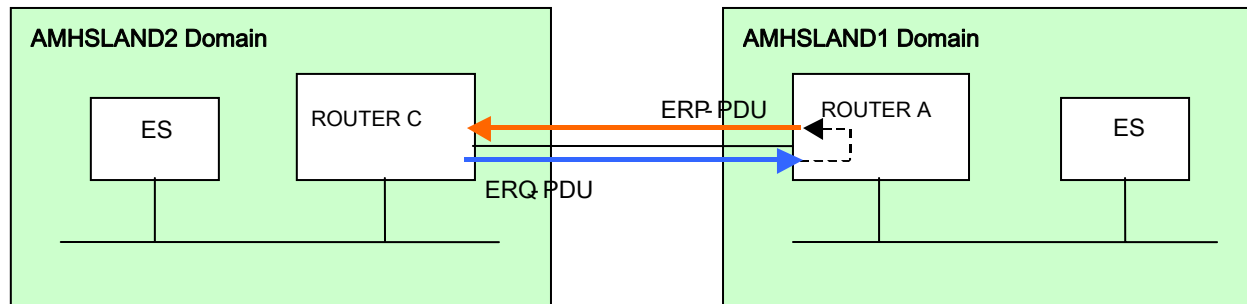 AMHSLAND2 Domain
AMHSLAND1 Domain
ES
ROUTER C
ERP-PDU
ROUTER A
ES
ERQ-PDU